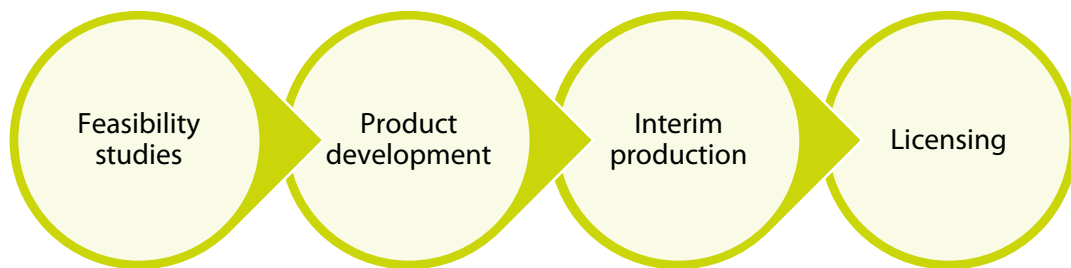 Feasibility
studies
Product
development
Interim
production
Licensing